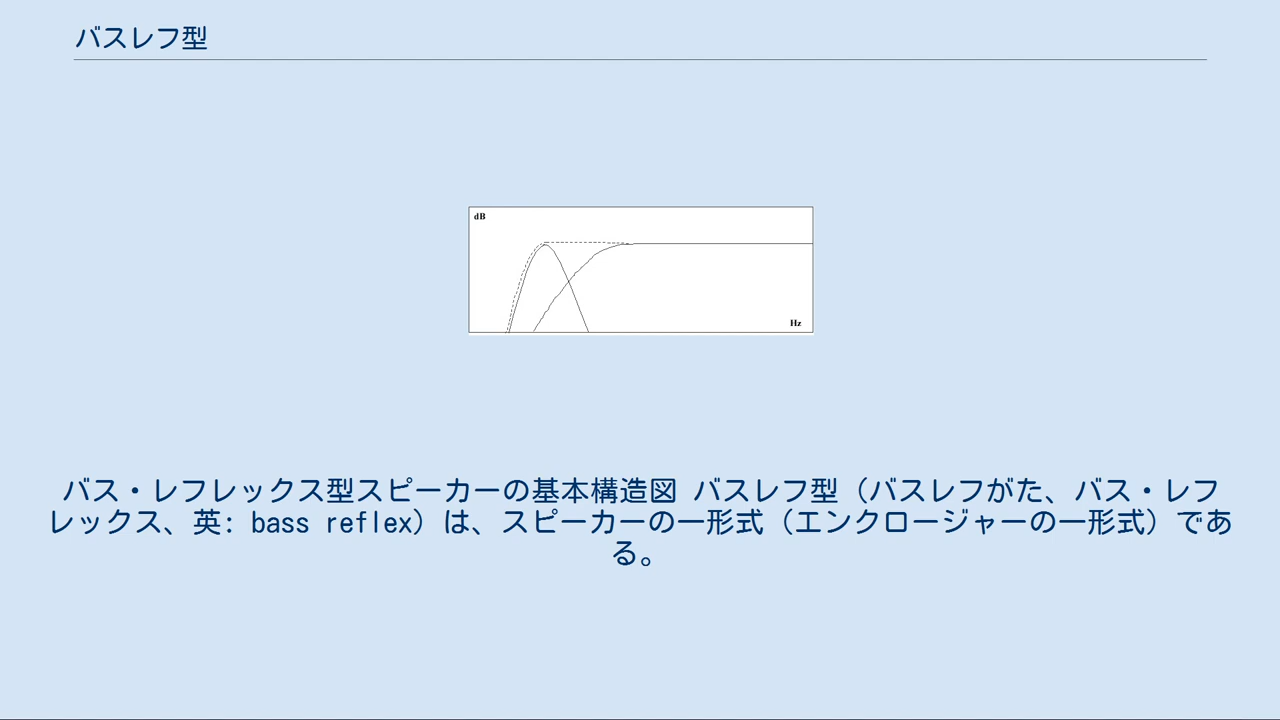 バスレフ型
dB
Hz
バス・レフレックス型スピーカーの基本構造図 バスレフ型（バスレフがた、バス・レフ
レックス、英: bass reflex）は、スピーカーの一形式（エンクロージャーの一形式）であ
る。